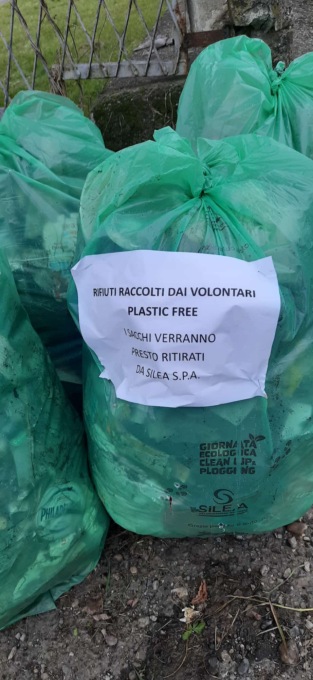 RIFIUTI RACCOLTI DAI VOLONTARI
PLASTIC FREE
I SACCHI VERRANNO
PRESTO RITIRATI
DA SILEA S.P.A.
GIORNATA
ECOLOGICA
CLEAN UP&
PLOGGING
SILEA